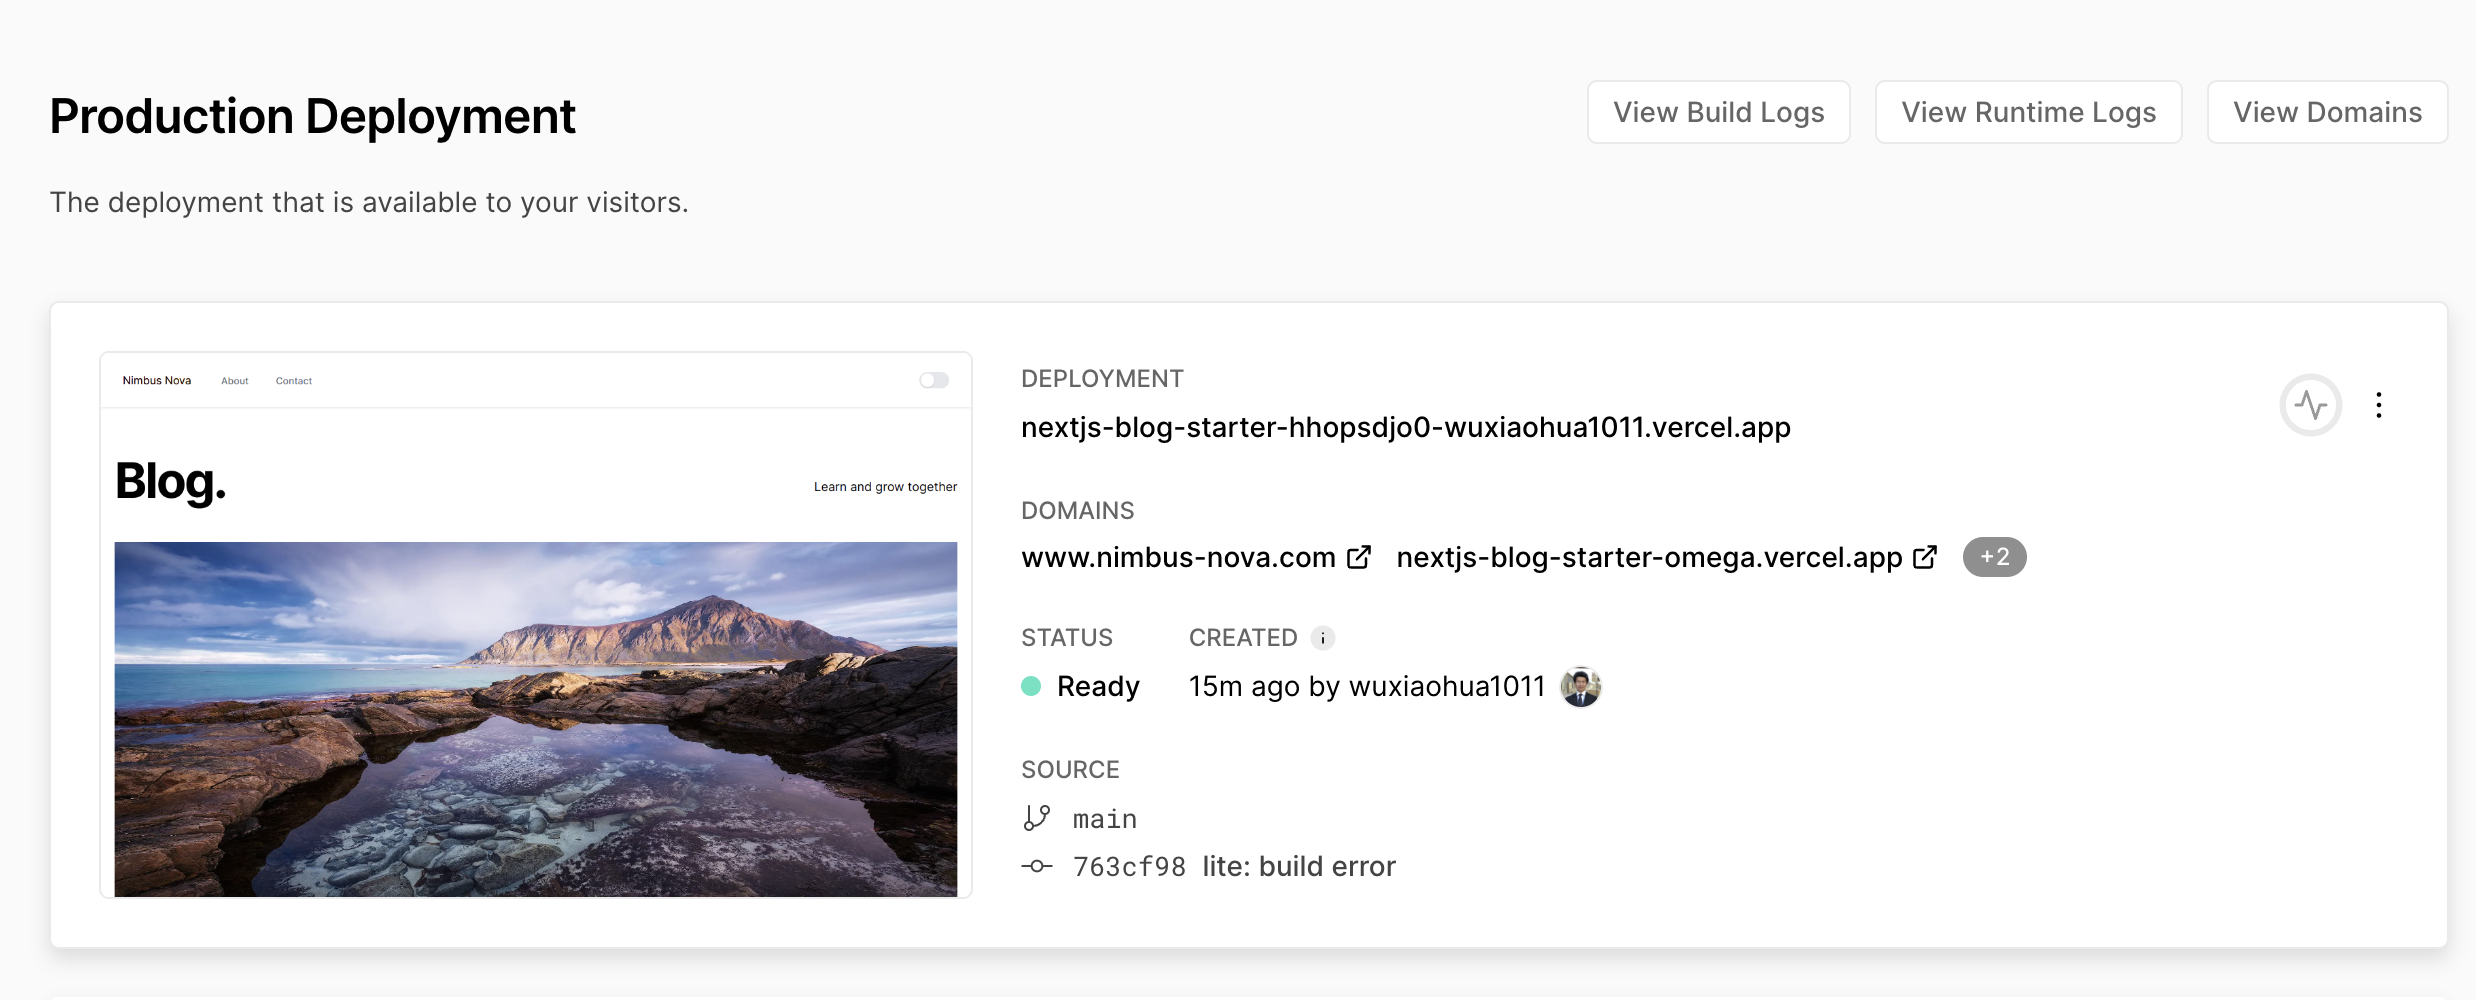 Production Deployment
View Build Logs
View Runtime Logs
View Domains
The deployment that is available to your visitors.
Nimbus Nova About Contact
Blog.
Learn and grow together
DEPLOYMENT
nextjs-blog-starter-hhopsdjo0-wuxiaohua1011.vercel.app
DOMAINS
www.nimbus-nova.com nextjs-blog-starter-omega.vercel.app +2
STATUS CREATED
Ready 15m ago by wuxiaohua1011
SOURCE
main
763cf98 lite: build error